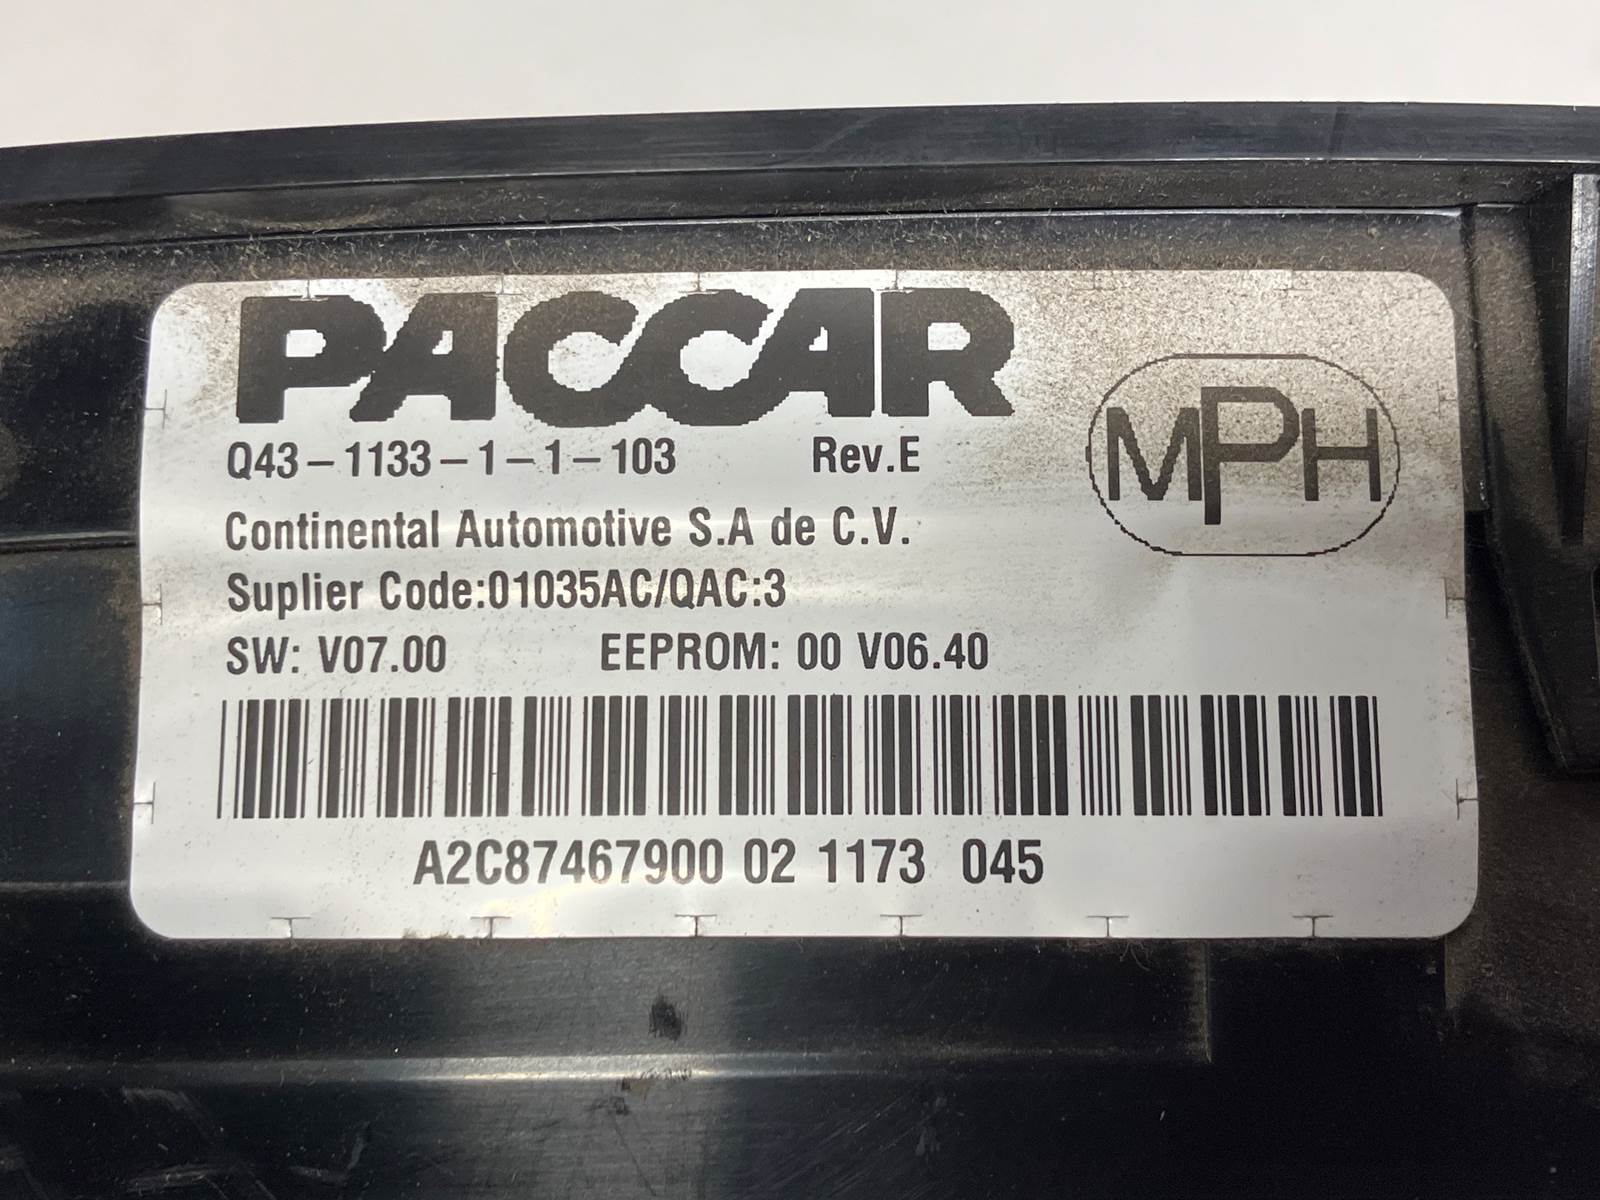 PACCAR
Q43-1133-1-1-103 Rev.E
MPH
Continental Automotive S.A de C.V.
Suplier Code:01035AC/QAC:3
SW: V07.00 EEPROM: 00 V06.40
A2C87467900 02 1173 045